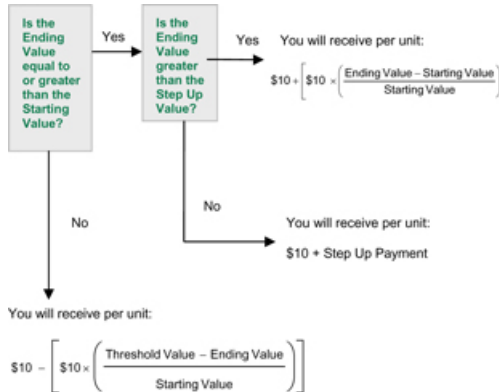 Is the
Ending
Value
equal to
or greater
than the
Starting
Value?
Yes
Is the
Ending
Value
greater
than the
Step Up
Value?
Yes
You will receive per unit:
$10 + [ $10 × ( Ending Value – Starting Value
Starting Value
No
No
You will receive per unit:
$10 + Step Up Payment
You will receive per unit:
$10 – [ $10 × ( Threshold Value – Ending Value
Starting Value ) ]